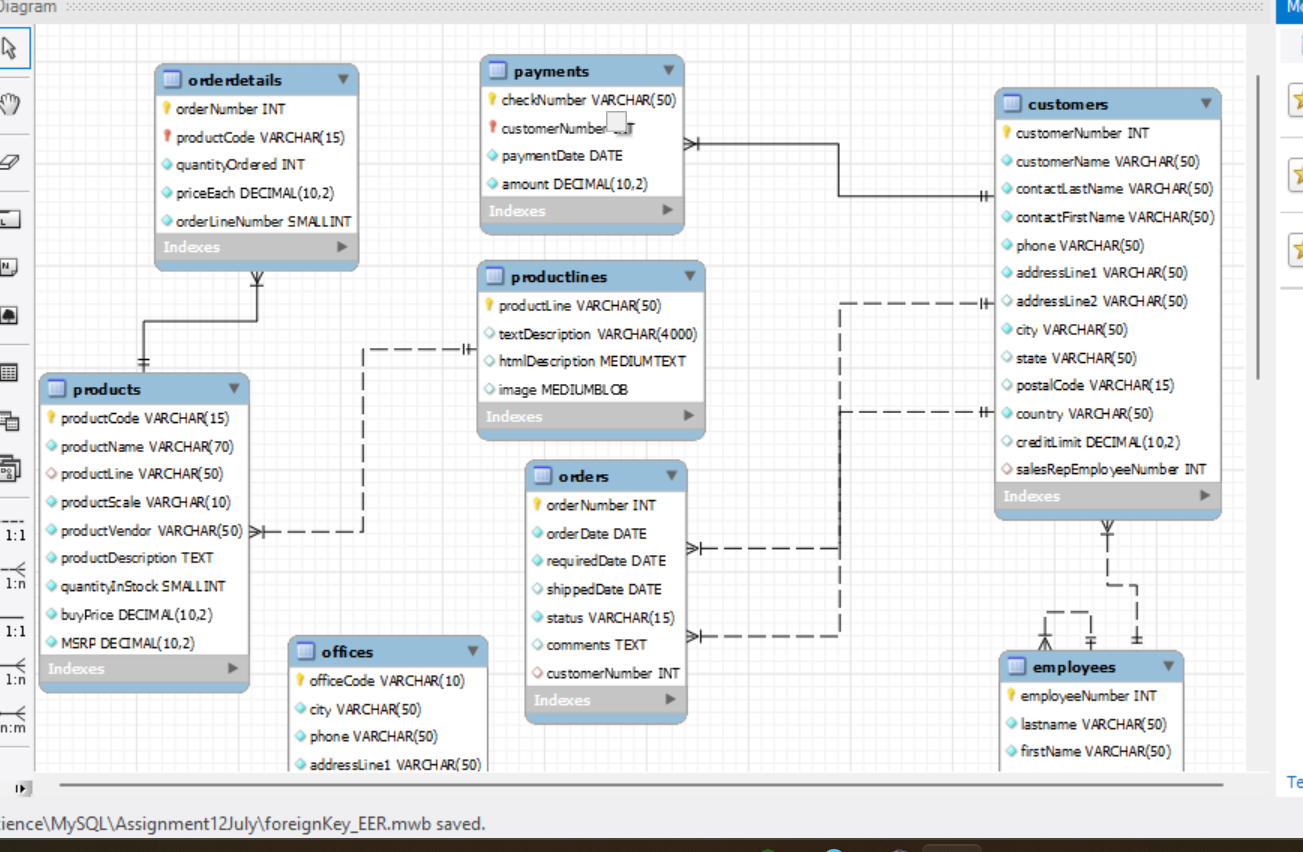 Diagram
orderdetails
orderNumber INT
productCode VARCHAR(15)
quantityOrdered INT
priceEach DECIMAL(10,2)
orderLineNumber SMALLINT
Indexes
payments
checkNumber VARCHAR(50)
customerNumber
paymentDate DATE
amount DECIMAL(10,2)
Indexes
customers
customerNumber INT
customerName VARCHAR(50)
contactLastName VARCHAR(50)
contactFirstName VARCHAR(50)
phone VARCHAR(50)
addressLine1 VARCHAR(50)
addressLine2 VARCHAR(50)
city VARCHAR(50)
state VARCHAR(50)
postalCode VARCHAR(15)
country VARCHAR(50)
creditLimit DECIMAL(10,2)
salesRepEmployeeNumber INT
Indexes
productlines
productLine VARCHAR(50)
textDescription VARCHAR(4000)
htmlDescription MEDIUMTEXT
image MEDIUMBLOB
Indexes
products
productCode VARCHAR(15)
productName VARCHAR(70)
productLine VARCHAR(50)
productScale VARCHAR(10)
productVendor VARCHAR(50)
productDescription TEXT
quantityInStock SMALLINT
buyPrice DECIMAL(10,2)
MSRP DECIMAL(10,2)
Indexes
orders
orderNumber INT
orderDate DATE
requiredDate DATE
shippedDate DATE
status VARCHAR(15)
comments TEXT
customerNumber INT
Indexes
offices
officeCode VARCHAR(10)
city VARCHAR(50)
phone VARCHAR(50)
addressLine1 VARCHAR(50)
employees
employeeNumber INT
lastname VARCHAR(50)
firstName VARCHAR(50)
1:1
1:n
1:1
1:n
n:m
Te
ience\MySQL\Assignment12July\foreignKey_EER.mwb saved.